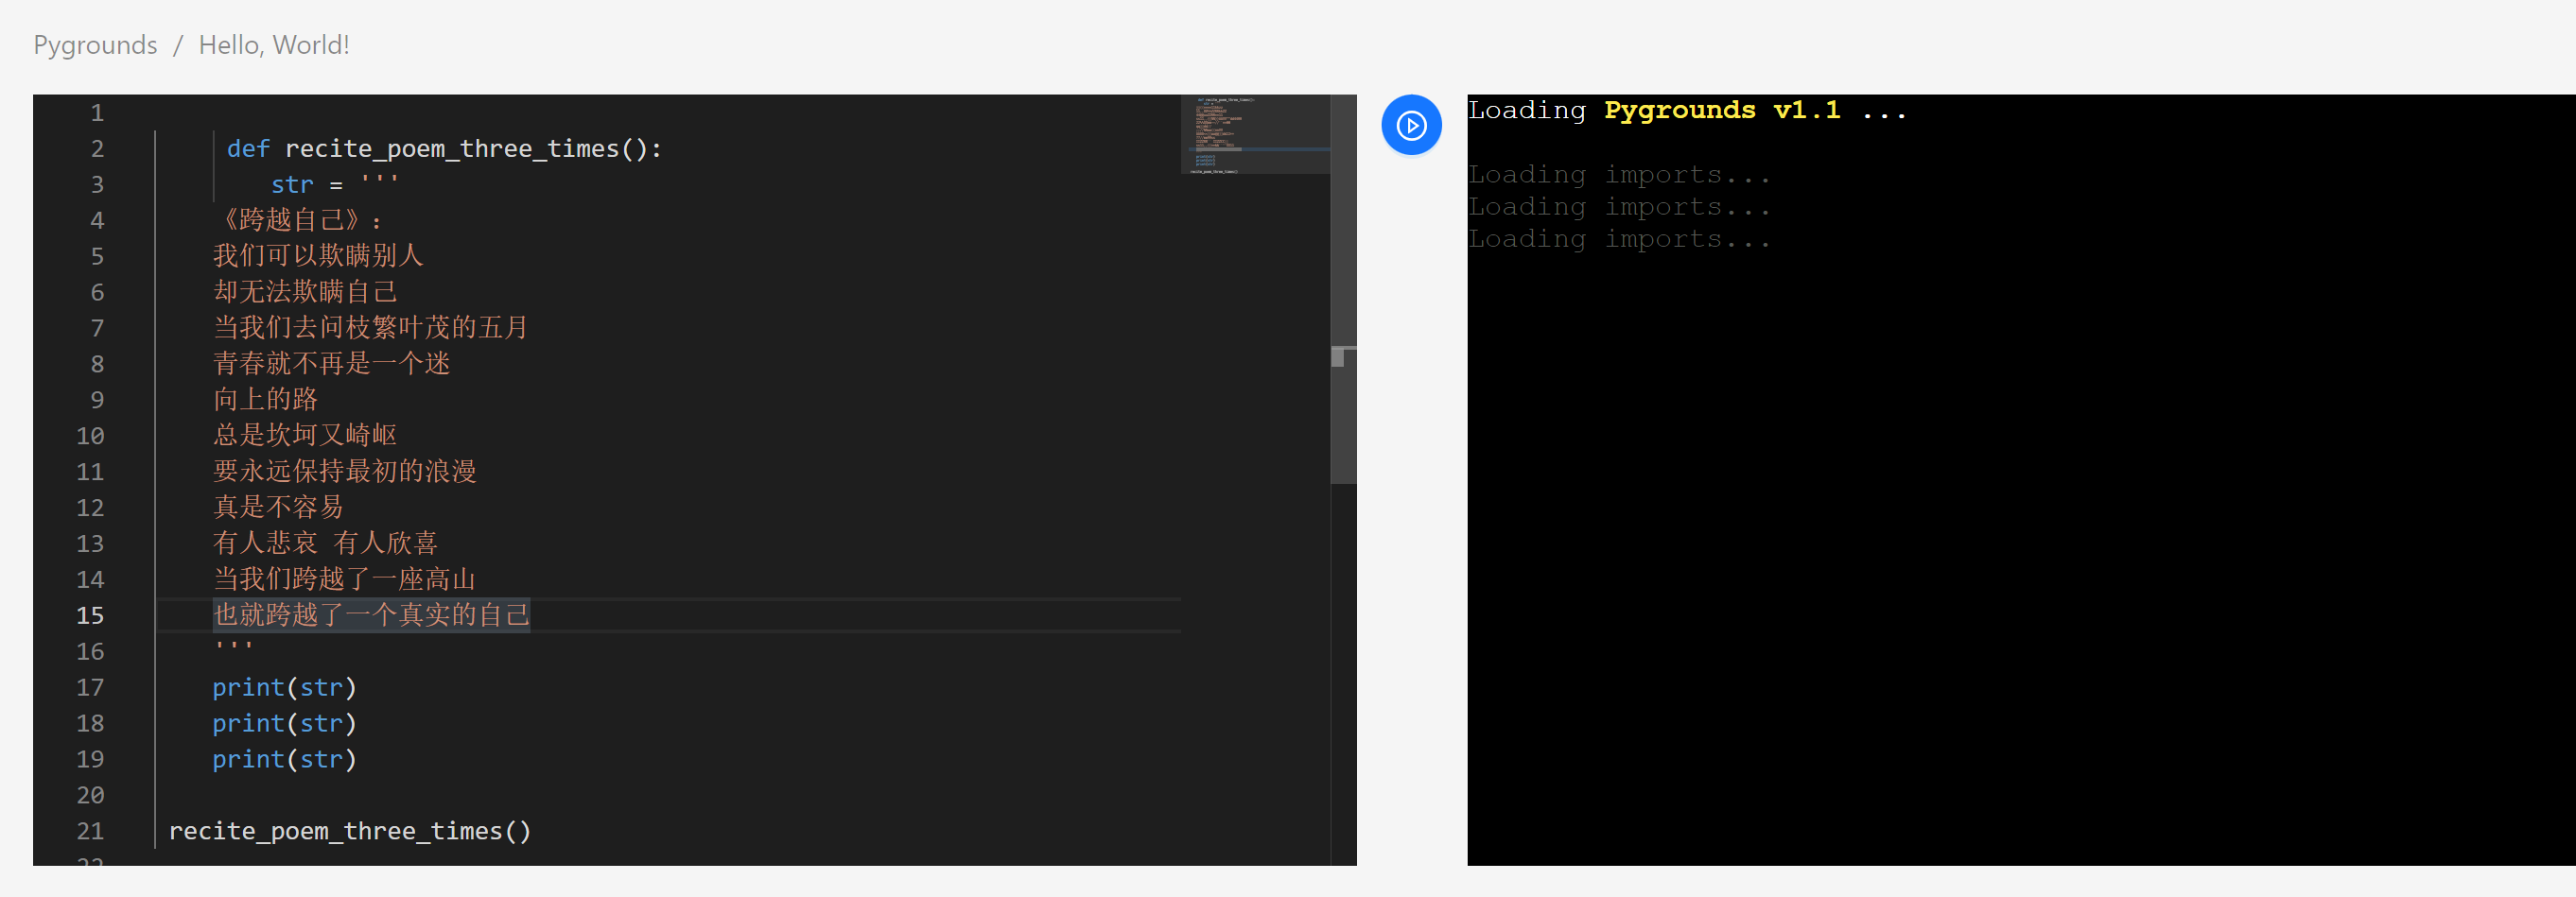 Pygrounds / Hello, World!
1
2 def recite_poem_three_times():
3 str = '''
4 《跨越自己》：
5 我们可以欺瞒别人
6 却无法欺瞒自己
7 当我们去问枝繁叶茂的五月
8 青春就不再是一个迷
9 向上的路
10 总是坎坷又崎岖
11 要永远保持最初的浪漫
12 真是不容易
13 有人悲哀 有人欣喜
14 当我们跨越了一座高山
15 也就跨越了一个真实的自己
16 '''
17 print(str)
18 print(str)
19 print(str)
20
21 recite_poem_three_times()
22
Loading Pygrounds v1.1 ...
Loading imports...
Loading imports...
Loading imports...